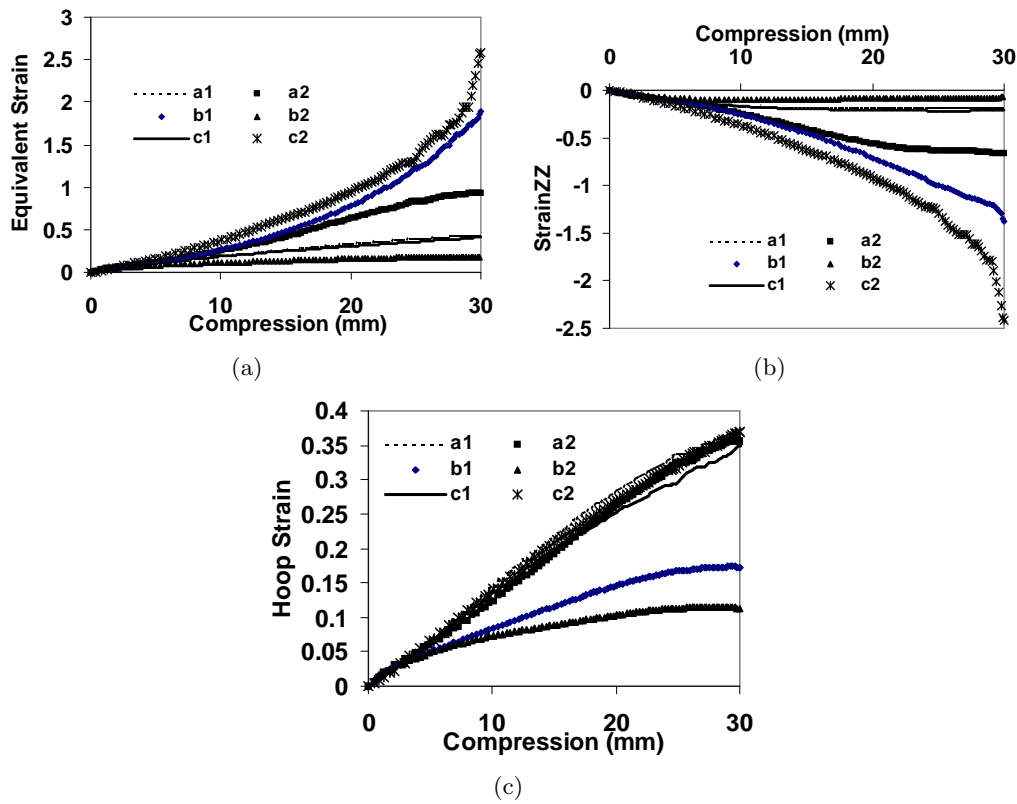 3
2.5
2
1.5
1
0.5
0
Equivalent Strain
a1 a2
b1 b2
c1 c2
0 10 20 30
Compression (mm)
(a)
Compression (mm)
0 10 20 30
0
-0.5
-1
-1.5
-2
-2.5
StrainZZ
a1 a2
b1 b2
c1 c2
(b)
0.4
0.35
0.3
0.25
0.2
0.15
0.1
0.05
0
Hoop Strain
a1 a2
b1 b2
c1 c2
0 10 20 30
Compression (mm)
(c)